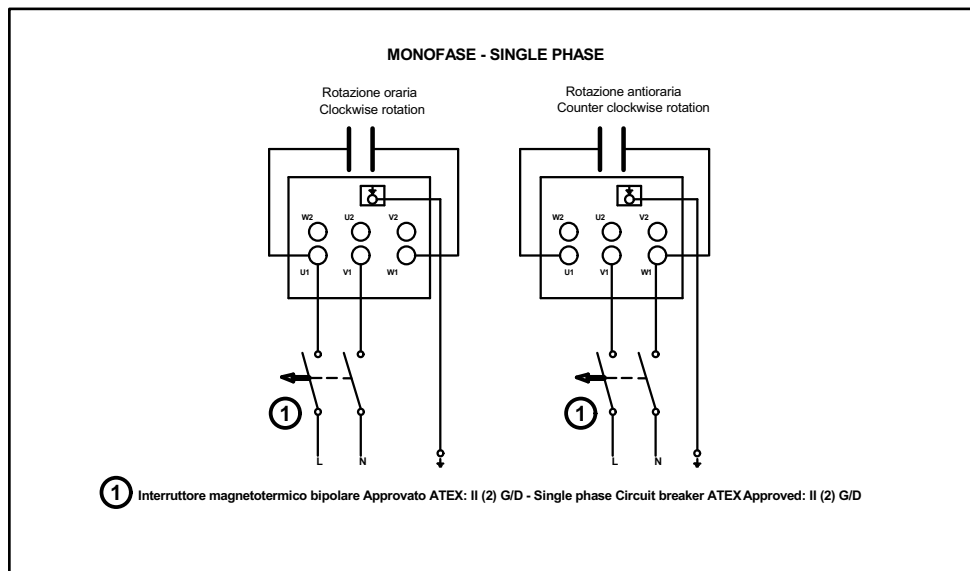 MONOFASE - SINGLE PHASE
Rotazione oraria
Clockwise rotation
Rotazione antioraria
Counter clockwise rotation
W2 U2 V2
U1 V1 W1
W2 U2 V2
U1 V1 W1
1
1
L N
L N
1 Interruttore magnetotermico bipolare Approvato ATEX: II (2) G/D - Single phase Circuit breaker ATEX Approved: II (2) G/D